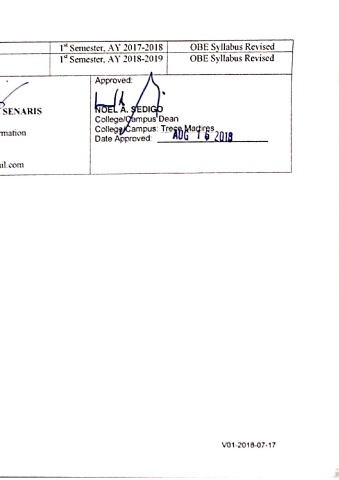 1st Semester, AY 2017-2018 OBE Syllabus Revised
1st Semester, AY 2018-2019 OBE Syllabus Revised
Approved:
SENARIS
NOEL A. SEDIGO
College/Campus Dean
rmation
College/Campus: Trece Madires
Date Approved: AUG 16 2018
il.com
V01-2018-07-17